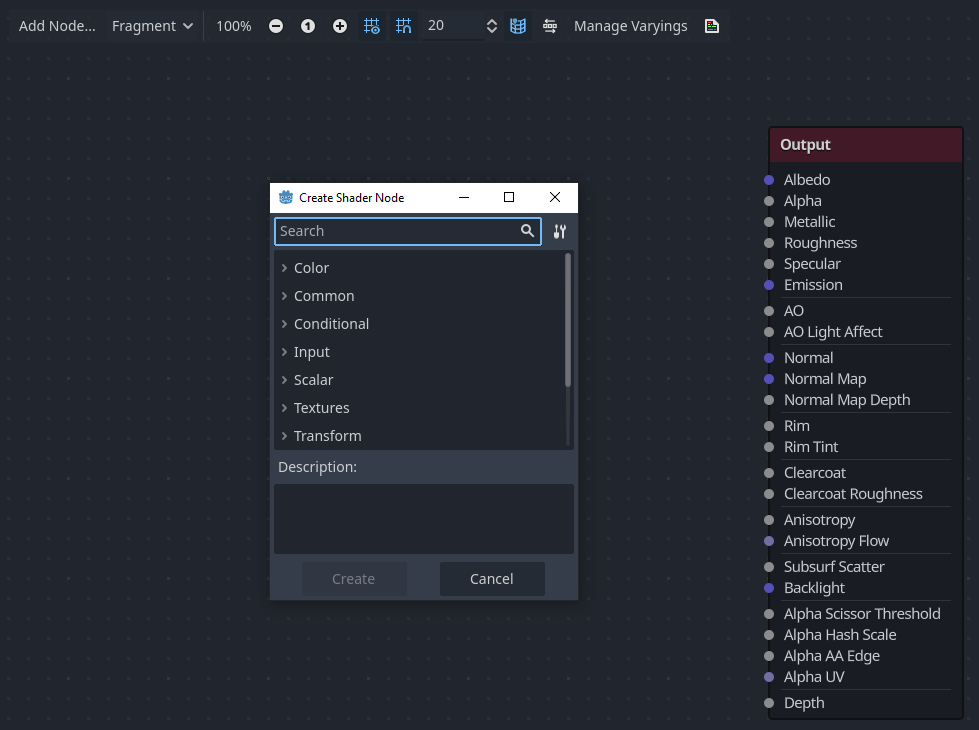 Add Node... Fragment 100% 1 20 Manage Varyings
Create Shader Node
Search
Color
Common
Conditional
Input
Scalar
Textures
Transform
Description:
Create Cancel
Output
Albedo
Alpha
Metallic
Roughness
Specular
Emission
AO
AO Light Affect
Normal
Normal Map
Normal Map Depth
Rim
Rim Tint
Clearcoat
Clearcoat Roughness
Anisotropy
Anisotropy Flow
Subsurf Scatter
Backlight
Alpha Scissor Threshold
Alpha Hash Scale
Alpha AA Edge
Alpha UV
Depth